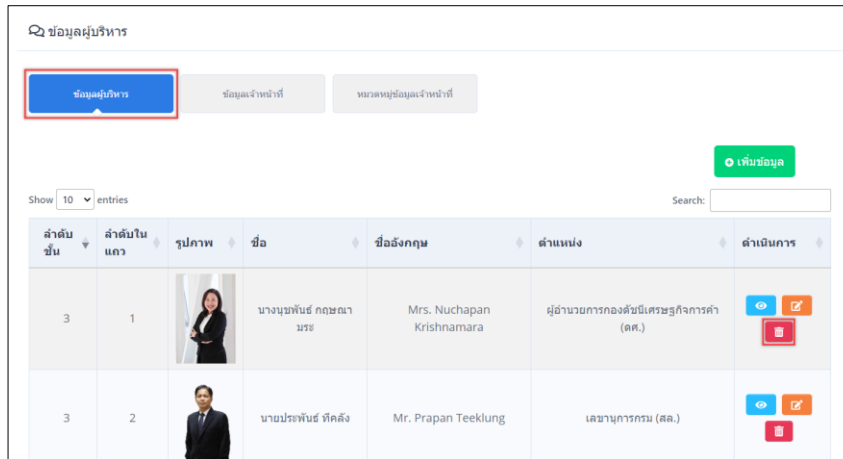 ข้อมูลผู้บริหาร
ข้อมูลผู้บริหาร ข้อมูลเจ้าหน้าที่ หมวดหมู่ข้อมูลเจ้าหน้าที่
เพิ่มข้อมูล
Show 10 entries Search:
ลำดับ ลำดับใน รูปภาพ ชื่อ ชื่ออังกฤษ ตำแหน่ง ดำเนินการ
ชั้น แถว
3 1 นางนุชพันธ์ กฤษณา Mrs. Nuchapan ผู้อำนวยการกองดัชนีเศรษฐกิจการค้า
มระ Krishnamara (ดศ.)
3 2 นายประพันธ์ ทีคลัง Mr. Prapan Teeklung เลขานุการกรม (สล.)